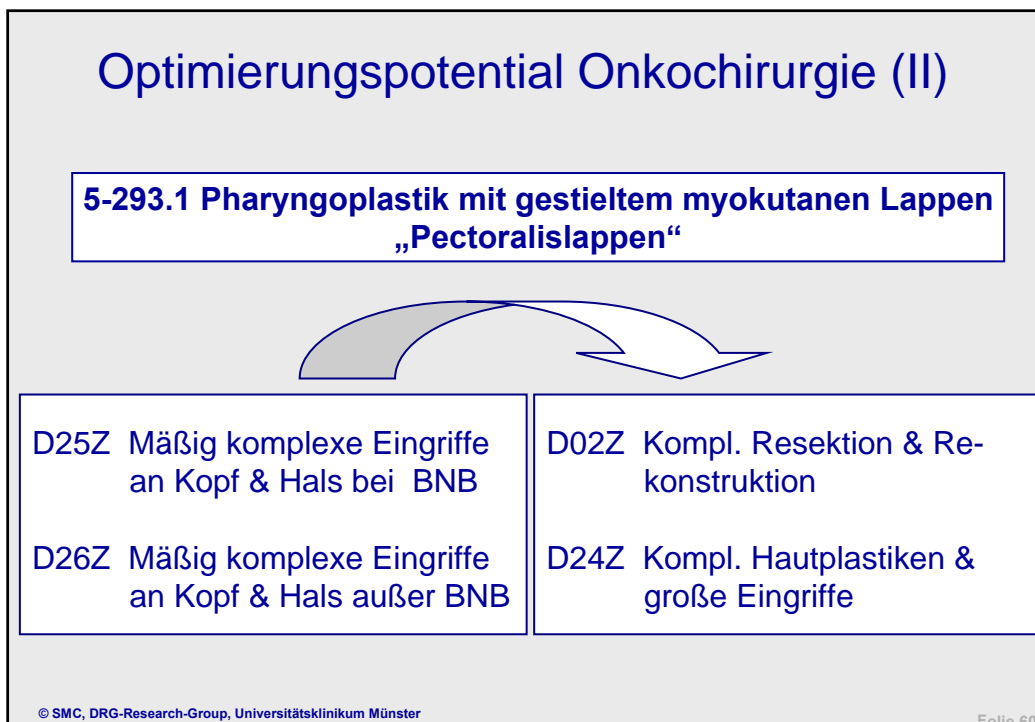 Optimierungspotential Onkochirurgie (II)
5-293.1 Pharyngoplastik mit gestieltem myokutanen Lappen
„Pectoralislappen“
D25Z Mäßig komplexe Eingriffe
an Kopf & Hals bei BNB
D26Z Mäßig komplexe Eingriffe
an Kopf & Hals außer BNB
D02Z Kompl. Resektion & Re-
konstruktion
D24Z Kompl. Hautplastiken &
große Eingriffe
© SMC, DRG-Research-Group, Universitätsklinikum Münster
Folie 60